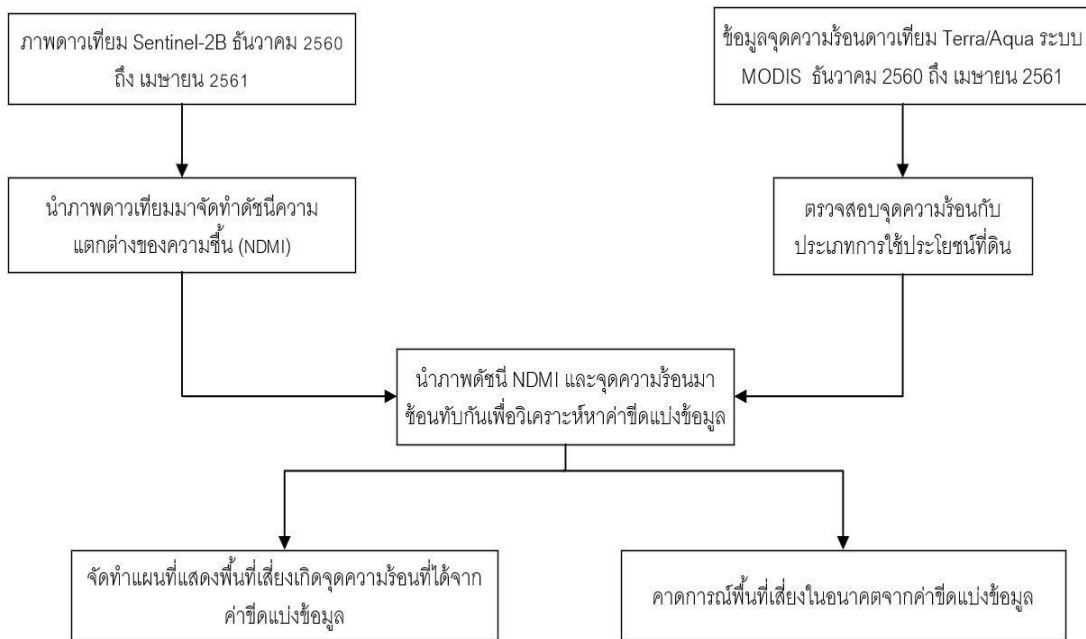 ภาพดาวเทียม Sentinel-2B ธันวาคม 2560
ถึง เมษายน 2561
ข้อมูลจุดความร้อนดาวเทียม Terra/Aqua ระบบ
MODIS ธันวาคม 2560 ถึง เมษายน 2561
นำภาพดาวเทียมมาจัดทำดัชนีความ
แตกต่างของความชื้น (NDMI)
ตรวจสอบจุดความร้อนกับ
ประเภทการใช้ประโยชน์ที่ดิน
นำภาพดัชนี NDMI และจุดความร้อนมา
ซ้อนทับกันเพื่อวิเคราะห์หาค่าขีดแบ่งข้อมูล
จัดทำแผนที่แสดงพื้นที่เสี่ยงเกิดจุดความร้อนที่ได้จาก
ค่าขีดแบ่งข้อมูล
คาดการณ์พื้นที่เสี่ยงในอนาคตจากค่าขีดแบ่งข้อมูล